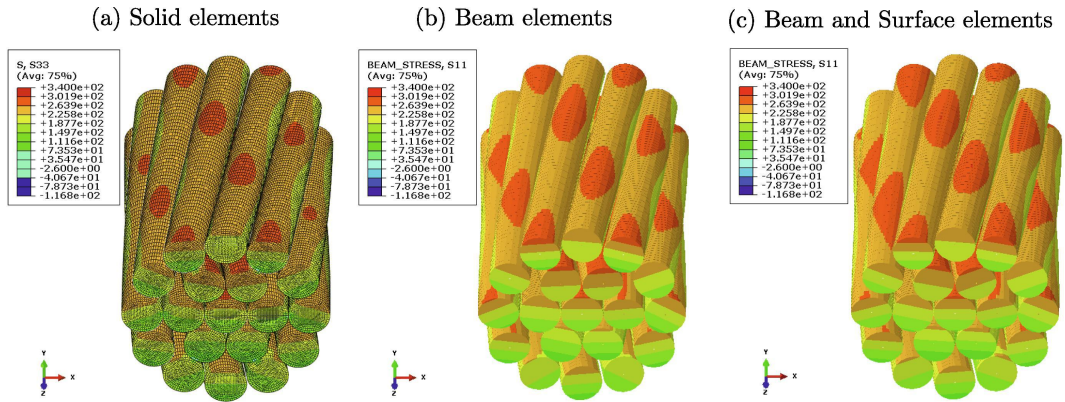 (a) Solid elements
(b) Beam elements
(c) Beam and Surface elements
S, S33
(Avg: 75%)
+3.400e+02
+3.019e+02
+2.639e+02
+2.258e+02
+1.877e+02
+1.497e+02
+1.116e+02
+7.353e+01
+3.547e+01
-2.600e+00
-4.067e+01
-7.873e+01
-1.168e+02
Y
X
Z
BEAM_STRESS, S11
(Avg: 75%)
+3.400e+02
+3.019e+02
+2.639e+02
+2.258e+02
+1.877e+02
+1.497e+02
+1.116e+02
+7.353e+01
+3.547e+01
-2.600e+00
-4.067e+01
-7.873e+01
-1.168e+02
Y
X
Z
BEAM_STRESS, S11
(Avg: 75%)
+3.400e+02
+3.019e+02
+2.639e+02
+2.258e+02
+1.877e+02
+1.497e+02
+1.116e+02
+7.353e+01
+3.547e+01
-2.600e+00
-4.067e+01
-7.873e+01
-1.168e+02
Y
X
Z